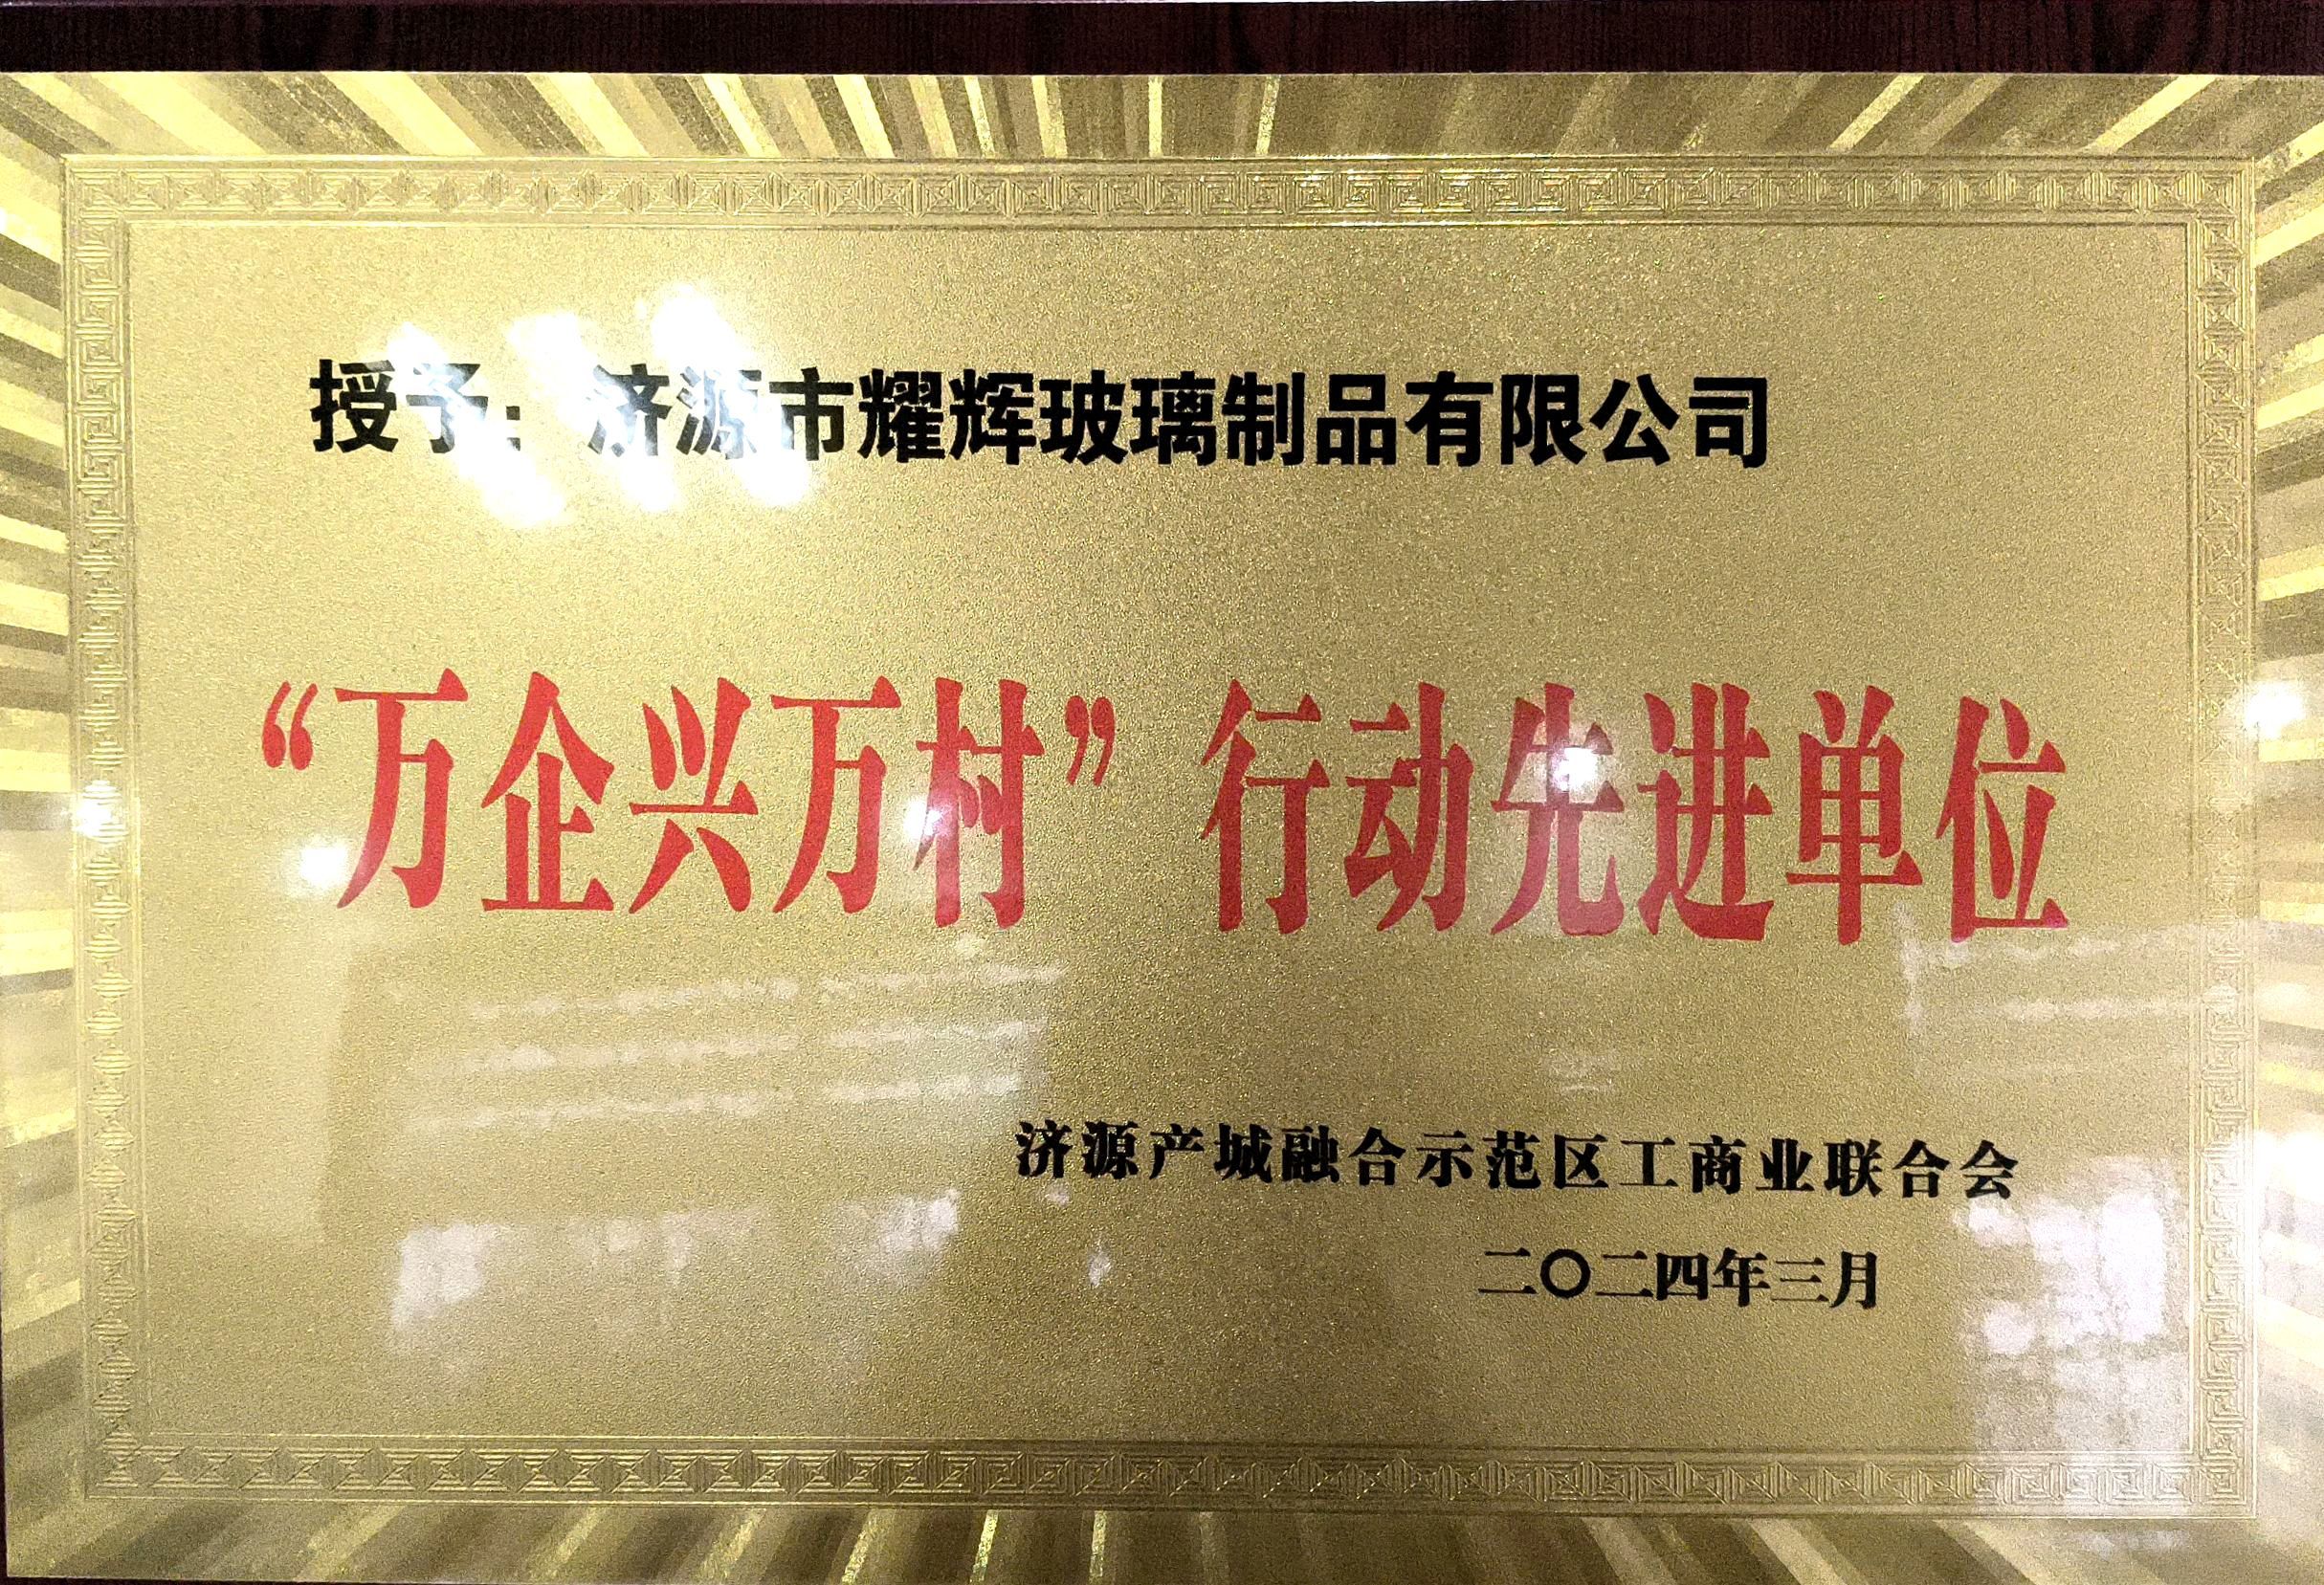 授予：济源市耀辉玻璃制品有限公司
“万企兴万村”行动先进单位
济源产城融合示范区工商业联合会
二〇二四年三月